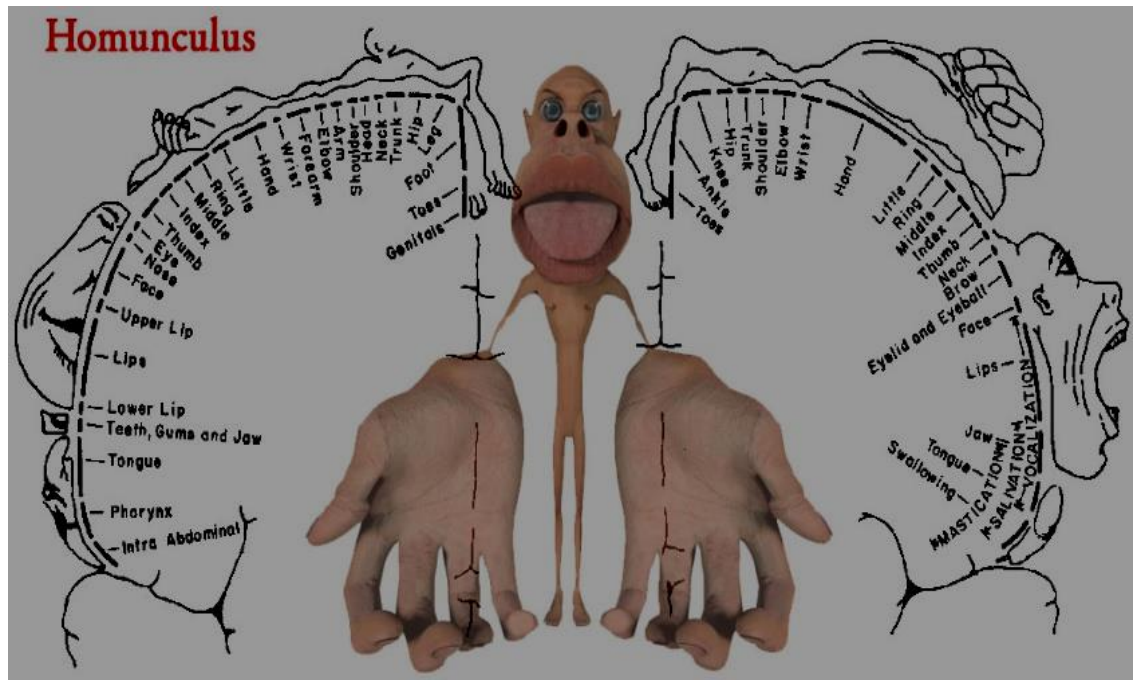 Homunculus
Genitals
Toes
Foot
Leg
Hip
Trunk
Neck
Head
Shoulder
Arm
Elbow
Forearm
Wrist
Hand
Little
Ring
Middle
Index
Thumb
Eye
Nose
Face
Upper Lip
Lips
Lower Lip
Teeth, Gums and Jaw
Tongue
Pharynx
Intra Abdominal
Toes
Ankle
Knee
Hip
Trunk
Shoulder
Elbow
Wrist
Hand
Little
Ring
Middle
Index
Thumb
Neck
Brow
Eyelid and Eyeball
Face
Lips
Jaw
Tongue
Swallowing
MASTICATION
SALIVATION
VOCALIZATION